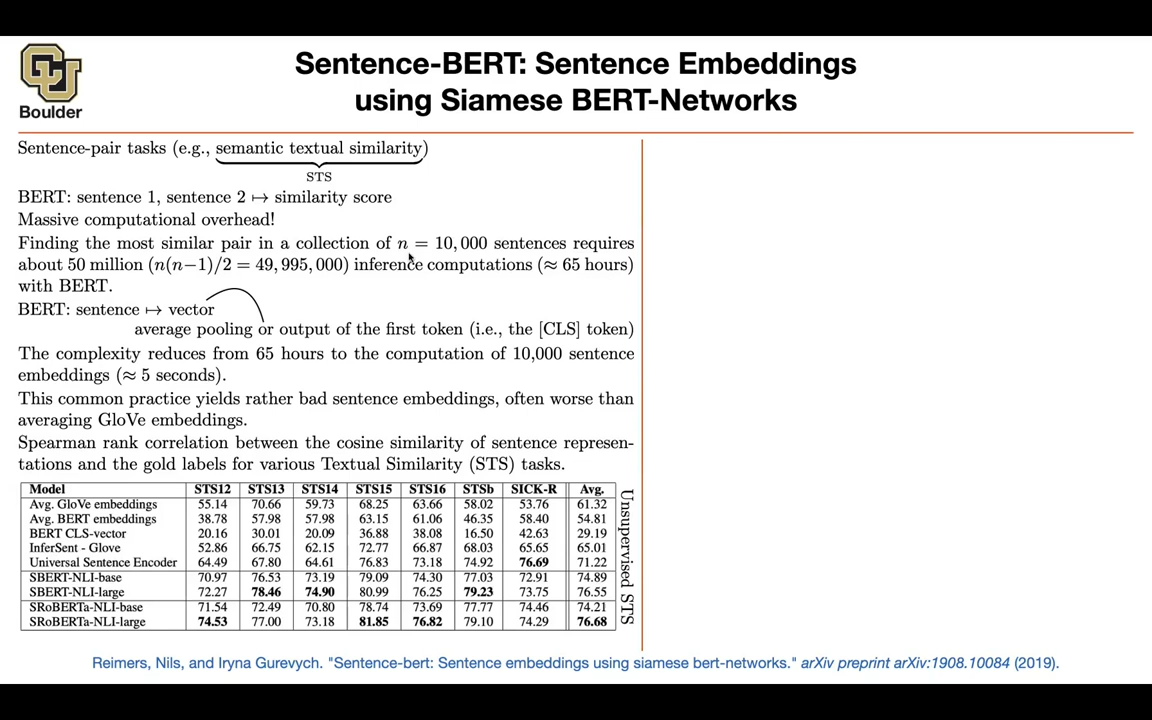 Boulder
Sentence-BERT: Sentence Embeddings
using Siamese BERT-Networks
Sentence-pair tasks (e.g., semantic textual similarity)
STS
BERT: sentence 1, sentence 2 ↦ similarity score
Massive computational overhead!
Finding the most similar pair in a collection of n = 10,000 sentences requires
about 50 million (n(n−1)/2 = 49,995,000) inference computations (≈ 65 hours)
with BERT.
BERT: sentence ↦ vector
average pooling or output of the first token (i.e., the [CLS] token)
The complexity reduces from 65 hours to the computation of 10,000 sentence
embeddings (≈ 5 seconds).
This common practice yields rather bad sentence embeddings, often worse than
averaging GloVe embeddings.
Spearman rank correlation between the cosine similarity of sentence represen-
tations and the gold labels for various Textual Similarity (STS) tasks.
Model STS12 STS13 STS14 STS15 STS16 STSb SICK-R Avg.
Avg. GloVe embeddings 55.14 70.66 59.73 68.25 63.66 58.02 53.76 61.32
Avg. BERT embeddings 38.78 57.98 57.98 63.15 61.06 46.35 58.40 54.81
BERT CLS-vector 20.16 30.01 20.09 36.88 38.08 16.50 42.63 29.19
InferSent - Glove 52.86 66.75 62.15 72.77 66.87 68.03 65.65 65.01
Universal Sentence Encoder 64.49 67.80 64.61 76.83 73.18 74.92 76.69 71.22
SBERT-NLI-base 70.97 76.53 73.19 79.09 74.30 77.03 72.91 74.89
SBERT-NLI-large 72.27 78.46 74.90 80.99 76.25 79.23 73.75 76.55
SRoBERTa-NLI-base 71.54 72.49 70.80 78.74 73.69 77.77 74.46 74.21
SRoBERTa-NLI-large 74.53 77.00 73.18 81.85 76.82 79.10 74.29 76.68
Unsupervised STS
Reimers, Nils, and Iryna Gurevych. "Sentence-bert: Sentence embeddings using siamese bert-networks." arXiv preprint arXiv:1908.10084 (2019).